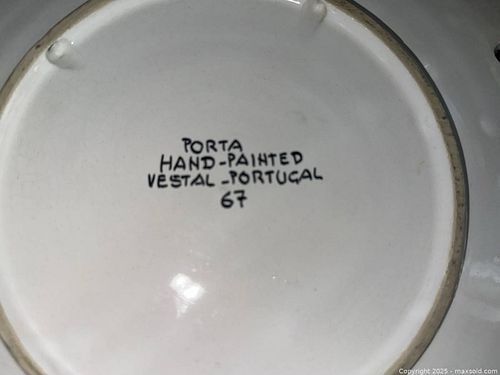 PORTA
HAND-PAINTED
VESTAL-PORTUGAL
67
Copyright 2025 - maxsold.com